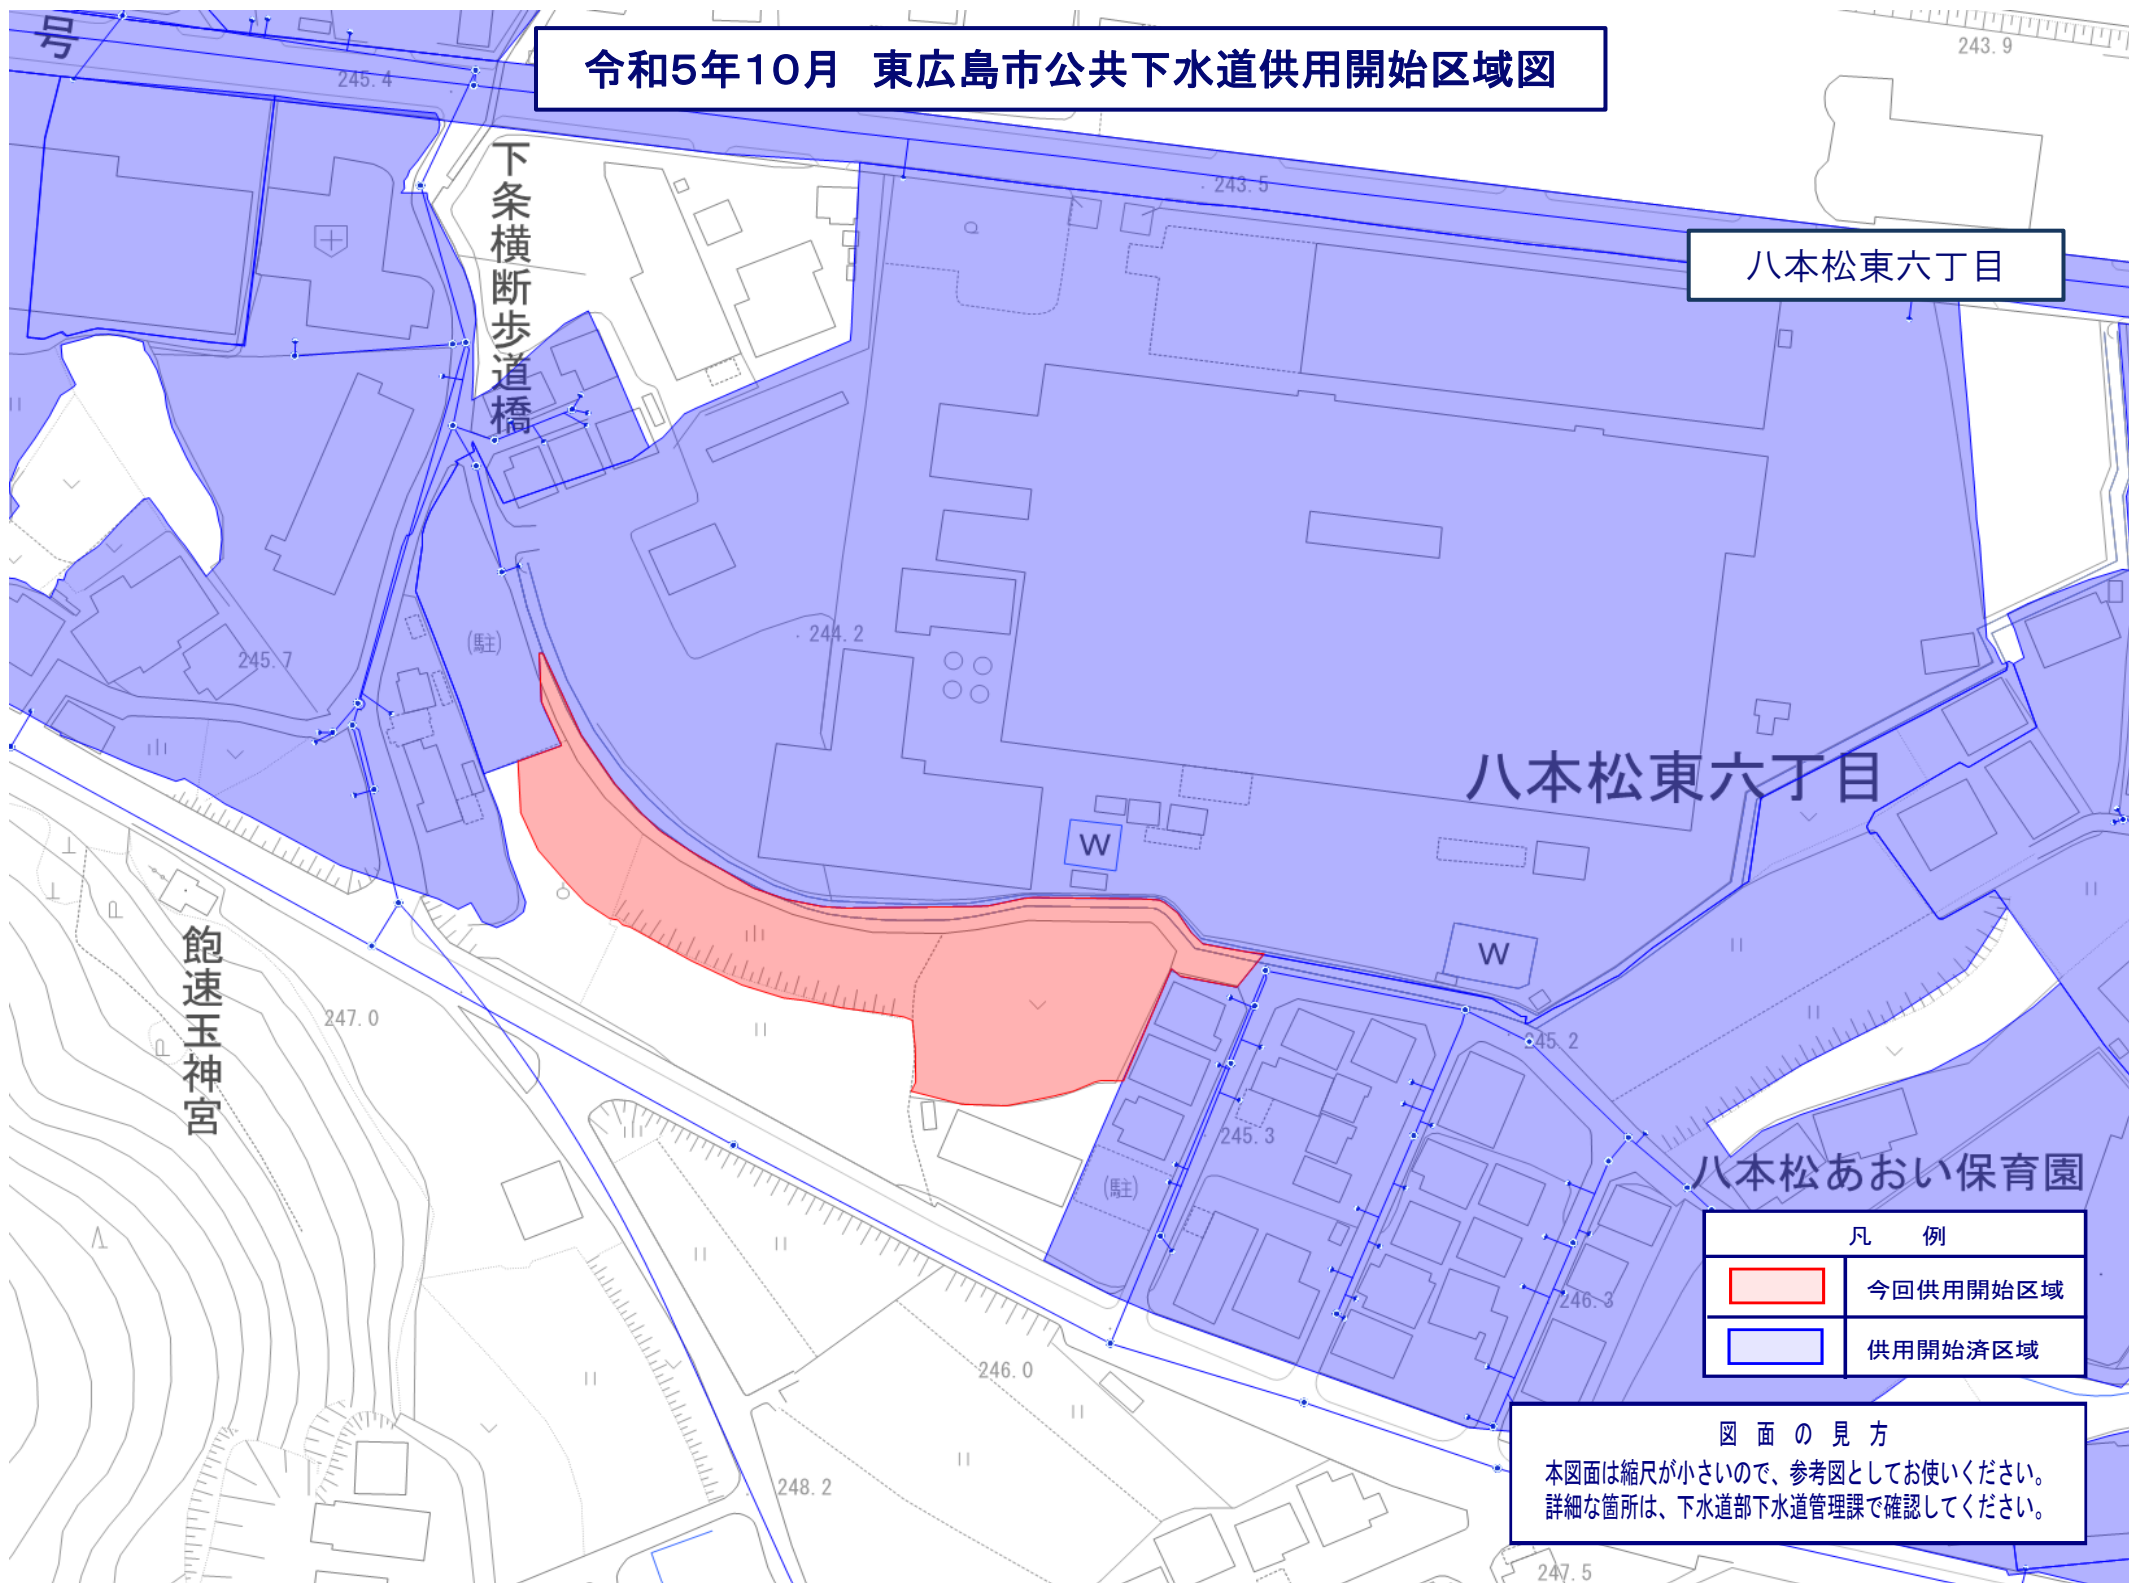 号
令和5年10月　東広島市公共下水道供用開始区域図
243.9
245.4
下条横断歩道橋
243.5
八本松東六丁目
(駐)
244.2
245.7
八本松東六丁目
W
W
飽速玉神宮
247.0
245.2
245.3
(駐)
八本松あおい保育園
凡　例
今回供用開始区域
供用開始済区域
246.3
246.0
248.2
図面の見方
本図面は縮尺が小さいので、参考図としてお使いください。
詳細な箇所は、下水道部下水道管理課で確認してください。
247.5